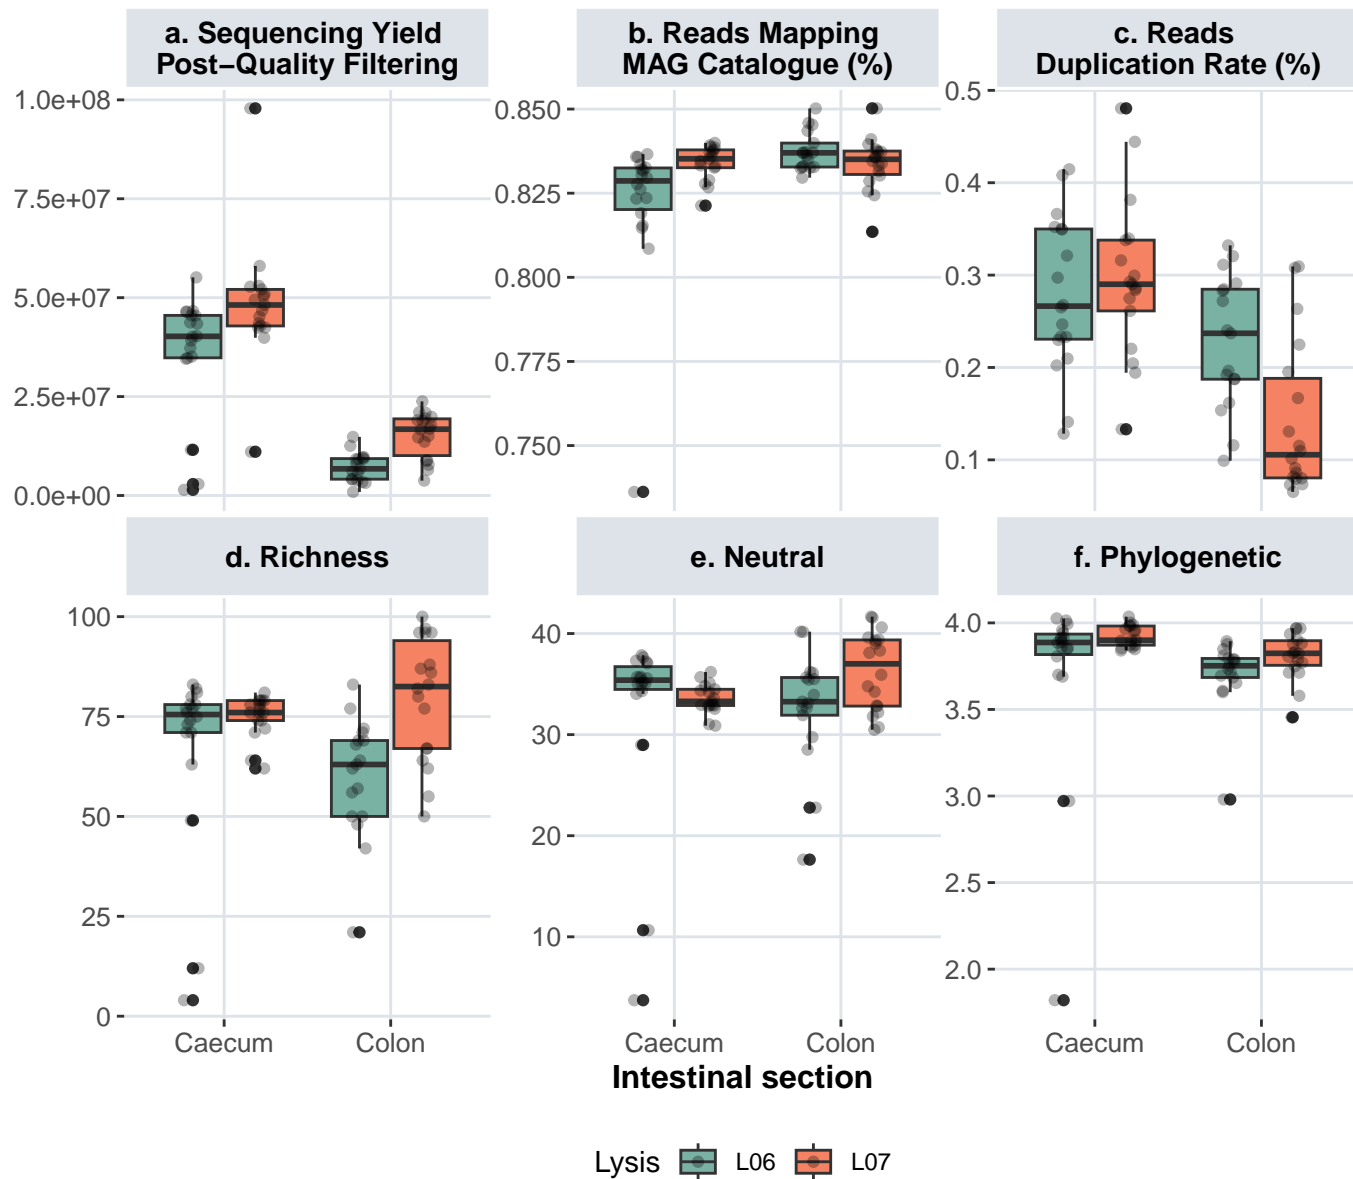 a. Sequencing Yield
Post−Quality Filtering
b. Reads Mapping
MAG Catalogue (%)
c. Reads
Duplication Rate (%)
1.0e+08
7.5e+07
5.0e+07
2.5e+07
0.0e+00
0.850
0.825
0.800
0.775
0.750
0.5
0.4
0.3
0.2
0.1
d. Richness
e. Neutral
f. Phylogenetic
100
75
50
25
0
40
30
20
10
4.0
3.5
3.0
2.5
2.0
Caecum Colon
Caecum Colon
Caecum Colon
Intestinal section
Lysis L06 L07